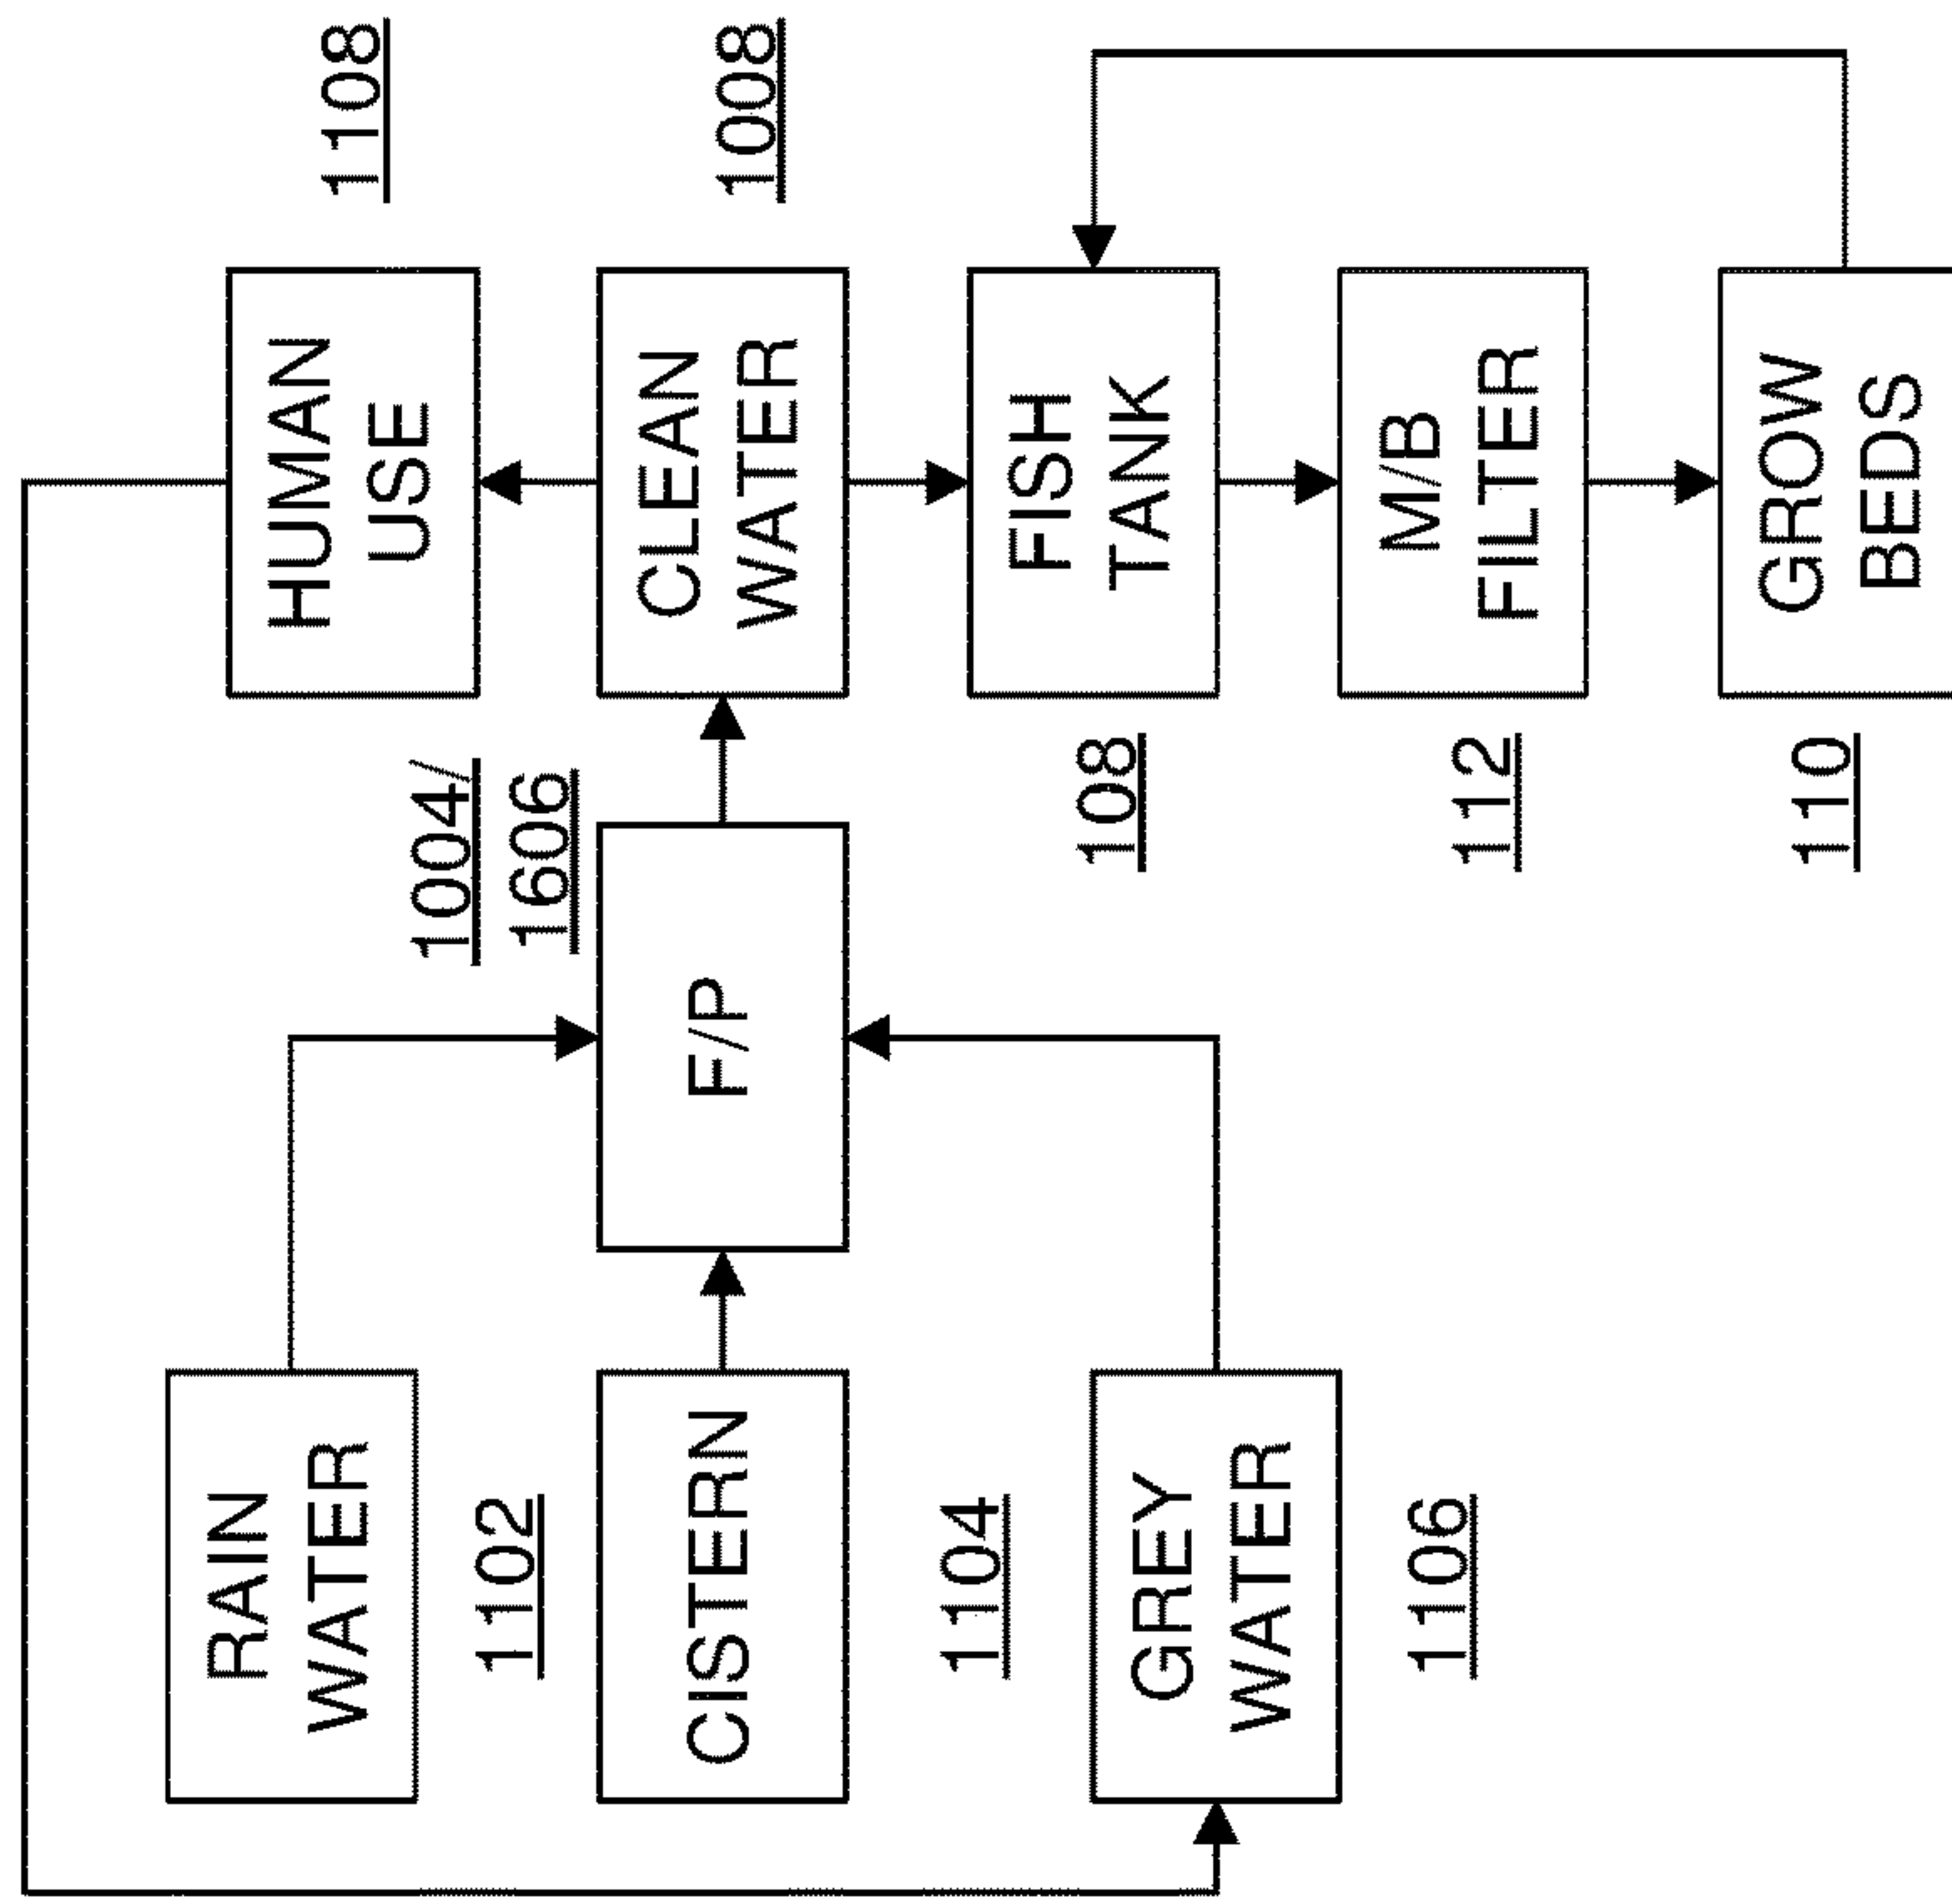 RAIN
WATER
1102
CISTERN
1104
GREY
WATER
1106
F/P
1004/
1606
HUMAN
USE
1108
CLEAN
WATER
1008
FISH
TANK
108
M/B
FILTER
112
GROW
BEDS
110